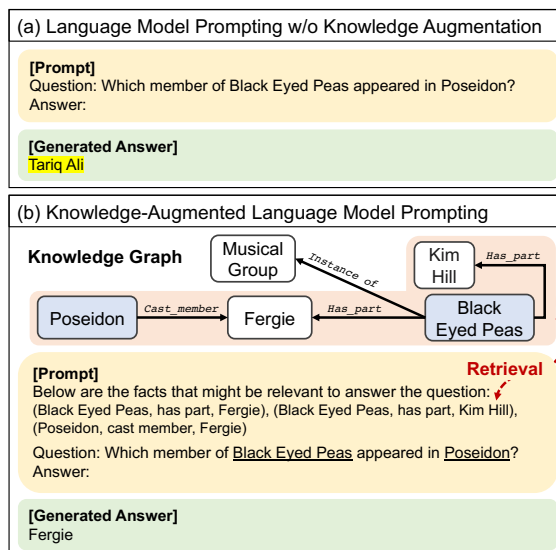 (a) Language Model Prompting w/o Knowledge Augmentation
[Prompt]
Question: Which member of Black Eyed Peas appeared in Poseidon?
Answer:
[Generated Answer]
Tariq Ali
(b) Knowledge-Augmented Language Model Prompting
Knowledge Graph
Musical
Group
Instance of
Kim
Hill
Has_part
Poseidon
Cast_member
Fergie
Has_part
Black
Eyed Peas
[Prompt]
Retrieval
Below are the facts that might be relevant to answer the question:
(Black Eyed Peas, has part, Fergie), (Black Eyed Peas, has part, Kim Hill),
(Poseidon, cast member, Fergie)
Question: Which member of Black Eyed Peas appeared in Poseidon?
Answer:
[Generated Answer]
Fergie